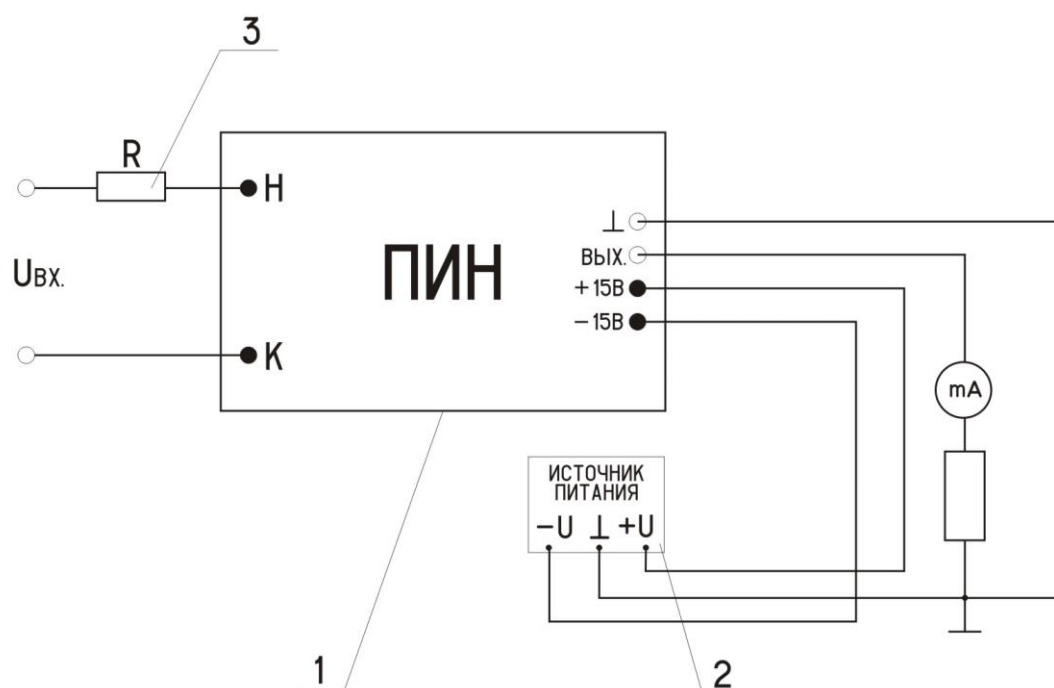 3
R
Н
UВХ.
ПИН
⊥
ВЫХ.
+15В
−15В
К
mA
ИСТОЧНИК
ПИТАНИЯ
−U ⊥ +U
1
2